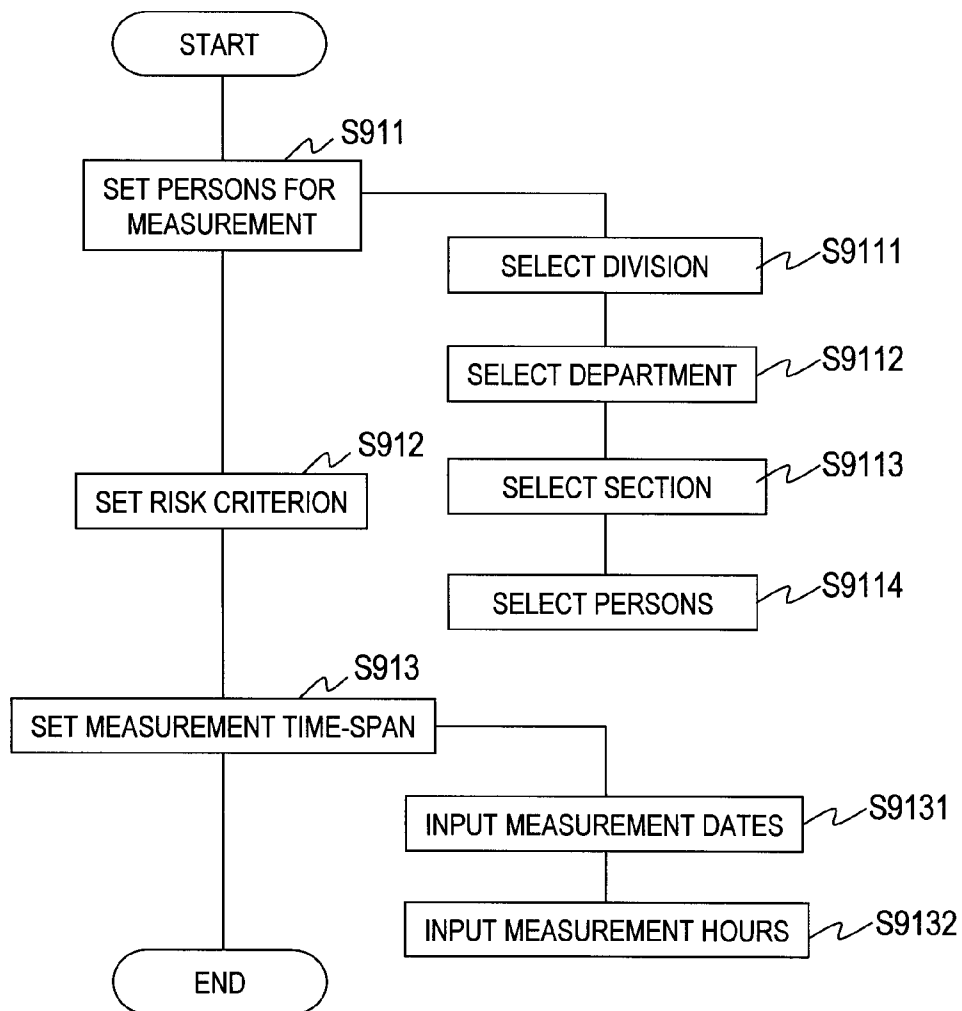 START
S911
SET PERSONS FOR
MEASUREMENT
SELECT DIVISION
S9111
SELECT DEPARTMENT
S9112
S912
SET RISK CRITERION
SELECT SECTION
S9113
SELECT PERSONS
S9114
S913
SET MEASUREMENT TIME-SPAN
INPUT MEASUREMENT DATES
S9131
INPUT MEASUREMENT HOURS
S9132
END